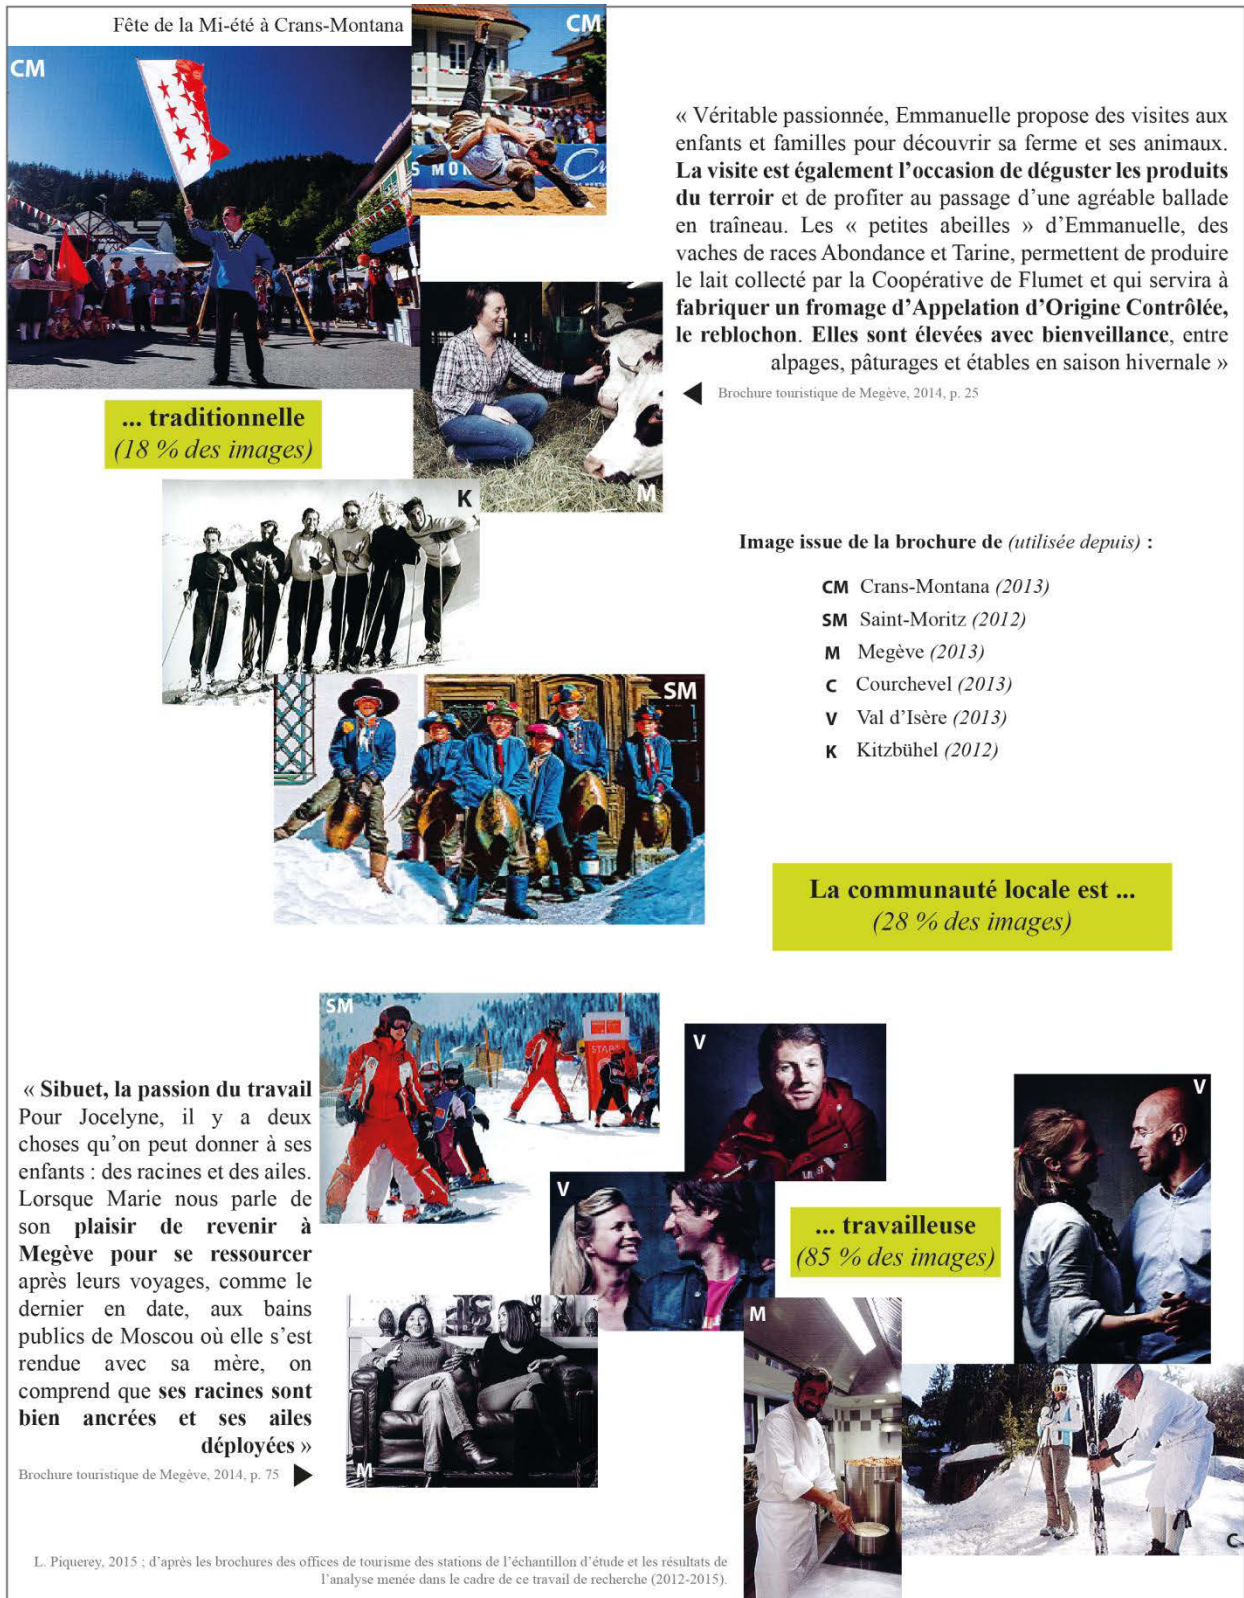 Fête de la Mi-été à Crans-Montana
CM
CM
« Véritable passionnée, Emmanuelle propose des visites aux
enfants et familles pour découvrir sa ferme et ses animaux.
La visite est également l'occasion de déguster les produits
du terroir et de profiter au passage d'une agréable ballade
en traîneau. Les « petites abeilles » d'Emmanuelle, des
vaches de races Abondance et Tarine, permettent de produire
le lait collecté par la Coopérative de Flumet et qui servira à
fabriquer un fromage d'Appelation d'Origine Contrôlée,
le reblochon. Elles sont élevées avec bienveillance, entre
alpages, pâturages et étables en saison hivernale »
Brochure touristique de Megève, 2014, p. 25
... traditionnelle
(18 % des images)
M
K
Image issue de la brochure de (utilisée depuis) :
CM Crans-Montana (2013)
SM Saint-Moritz (2012)
M Megève (2013)
C Courchevel (2013)
V Val d'Isère (2013)
K Kitzbühel (2012)
SM
La communauté locale est ...
(28 % des images)
SM
START
V
V
« Sibuet, la passion du travail
Pour Jocelyne, il y a deux
choses qu'on peut donner à ses
enfants : des racines et des ailes.
Lorsque Marie nous parle de
son plaisir de revenir à
Megève pour se ressourcer
après leurs voyages, comme le
dernier en date, aux bains
publics de Moscou où elle s'est
rendue avec sa mère, on
comprend que ses racines sont
bien ancrées et ses ailes
déployées »
Brochure touristique de Megève, 2014, p. 75
V
... travailleuse
(85 % des images)
M
M
C
L. Piquerey, 2015 ; d'après les brochures des offices de tourisme des stations de l'échantillon d'étude et les résultats de
l'analyse menée dans le cadre de ce travail de recherche (2012-2015).